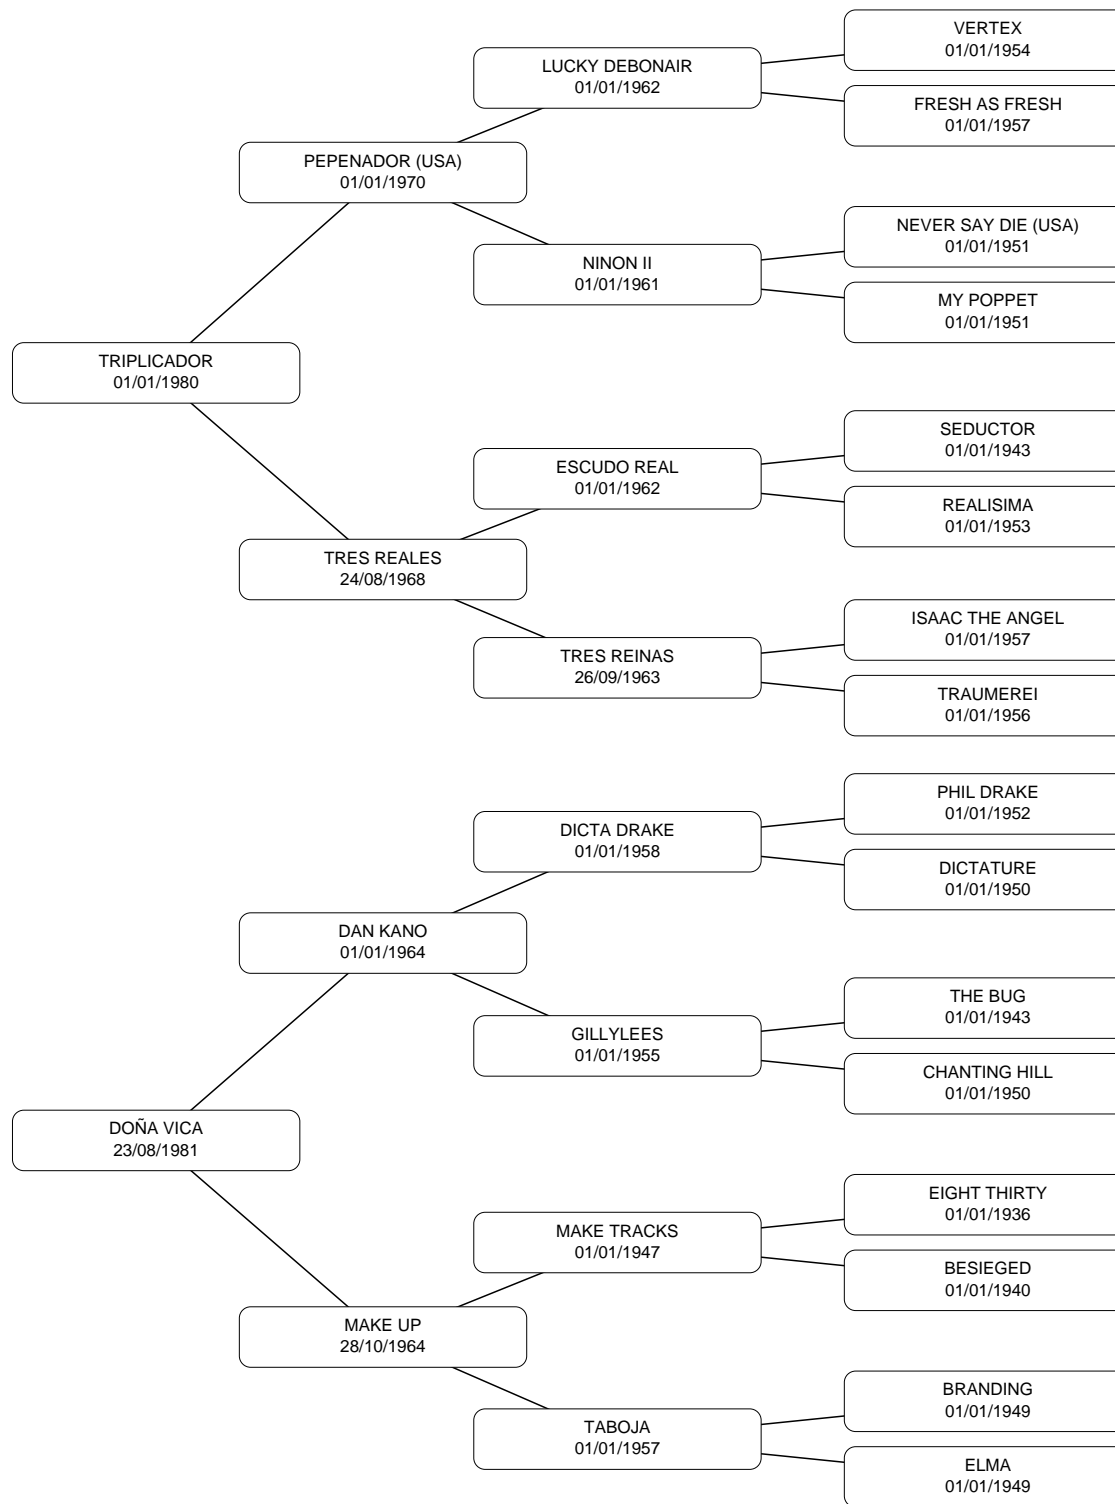 VERTEX
01/01/1954
LUCKY DEBONAIR
01/01/1962
FRESH AS FRESH
01/01/1957
PEPENADOR (USA)
01/01/1970
NEVER SAY DIE (USA)
01/01/1951
NINON II
01/01/1961
MY POPPET
01/01/1951
TRIPLICADOR
01/01/1980
SEDUCTOR
01/01/1943
ESCUDO REAL
01/01/1962
REALISIMA
01/01/1953
TRES REALES
24/08/1968
ISAAC THE ANGEL
01/01/1957
TRES REINAS
26/09/1963
TRAUMEREI
01/01/1956
PHIL DRAKE
01/01/1952
DICTA DRAKE
01/01/1958
DICTATURE
01/01/1950
DAN KANO
01/01/1964
THE BUG
01/01/1943
GILLYLEES
01/01/1955
CHANTING HILL
01/01/1950
DOÑA VICA
23/08/1981
EIGHT THIRTY
01/01/1936
MAKE TRACKS
01/01/1947
BESIEGED
01/01/1940
MAKE UP
28/10/1964
BRANDING
01/01/1949
TABOJA
01/01/1957
ELMA
01/01/1949